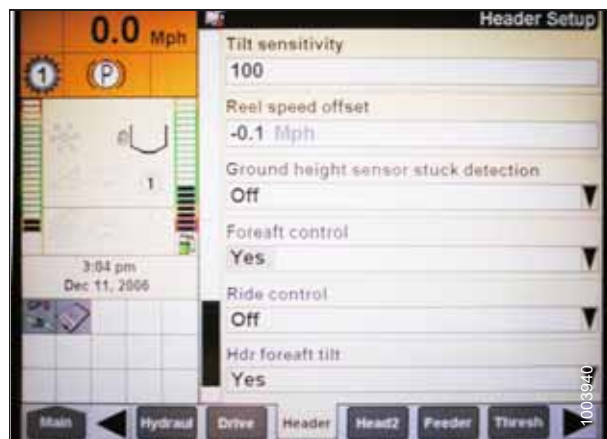 0.0 Mph
Header Setup
1
(P)
Tilt sensitivity
100
Reel speed offset
-0.1 Mph
Ground height sensor stuck detection
Off
1
Foreaft control
Yes
3:04 pm
Dec 11, 2006
Ride control
Off
GPS
Hdr foreaft tilt
Yes
1003940
Main
Hydraul
Drive
Header
Head2
Feeder
Thresh